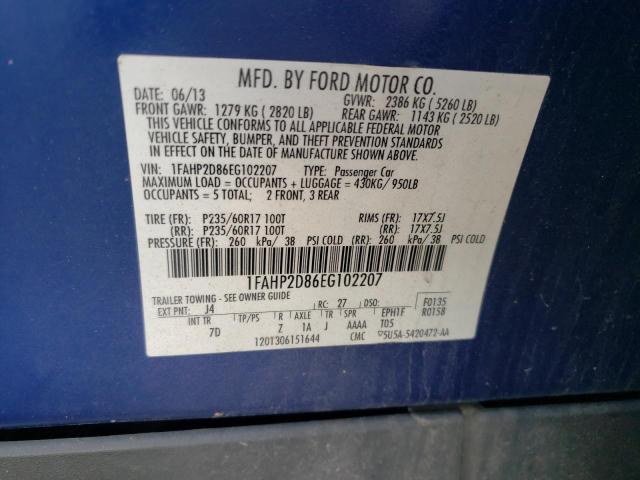 MFD. BY FORD MOTOR CO.
DATE: 06/13 GVWR: 2386 KG ( 5260 LB)
FRONT GAWR: 1279 KG ( 2820 LB) REAR GAWR: 1143 KG ( 2520 LB)
THIS VEHICLE CONFORMS TO ALL APPLICABLE FEDERAL MOTOR
VEHICLE SAFETY, BUMPER, AND THEFT PREVENTION STANDARDS
IN EFFECT ON THE DATE OF MANUFACTURE SHOWN ABOVE.
VIN: 1FAHP2D86EG102207 TYPE: Passenger Car
MAXIMUM LOAD = OCCUPANTS + LUGGAGE = 430KG/ 950LB
OCCUPANTS = 5 TOTAL; 2 FRONT, 3 REAR
TIRE (FR): P235/60R17 100T RIMS (FR): 17X7.5J
(RR): P235/60R17 100T (RR): 17X7.5J
PRESSURE (FR): 260 kPa/ 38 PSI COLD (RR): 260 kPa/ 38 PSI COLD
1FAHP2D86EG102207
TRAILER TOWING - SEE OWNER GUIDE
EXT PNT: J4 RC: 27 DSO: F0135
INT TR TP/PS R AXLE TR SPR EPH1F R0158
7D Z 1A J AAAA T05
120T306151644 CMC 5U5A-5420472-AA